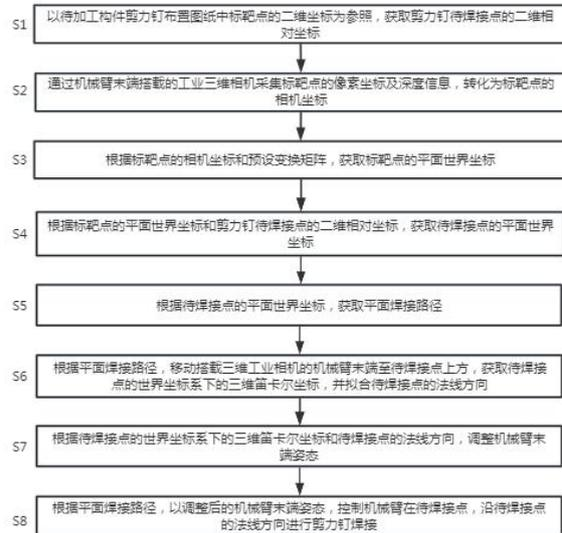 S1
以待加工构件剪力钉布置图纸中标靶点的二维坐标为参照，获取剪力钉待焊接点的二维相
对坐标
S2
通过机械臂末端搭载的工业三维相机采集标靶点的像素坐标及深度信息，转化为标靶点的
相机坐标
S3
根据标靶点的相机坐标和预设变换矩阵，获取标靶点的平面世界坐标
S4
根据标靶点的平面世界坐标和剪力钉待焊接点的二维相对坐标，获取待焊接点的平面世界
坐标
S5
根据待焊接点的平面世界坐标，获取平面焊接路径
S6
根据平面焊接路径，移动搭载三维工业相机的机械臂末端至待焊接点上方，获取待焊接
点的世界坐标系下的三维笛卡尔坐标，并拟合待焊接点的法线方向
S7
根据待焊接点的世界坐标系下的三维笛卡尔坐标和待焊接点的法线方向，调整机械臂末
端姿态
S8
根据平面焊接路径，以调整后的机械臂末端姿态，控制机械臂在待焊接点，沿待焊接点
的法线方向进行剪力钉焊接